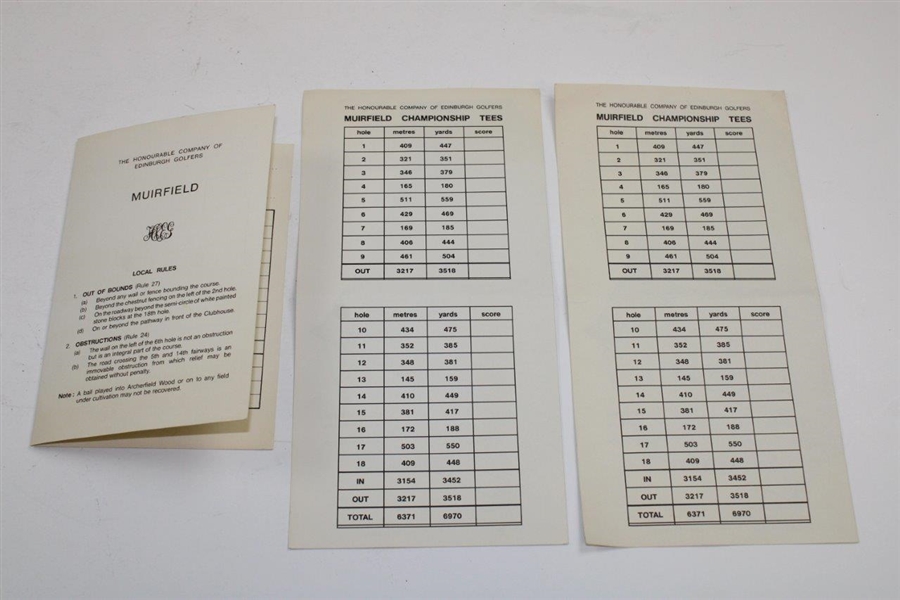 THE HONOURABLE COMPANY OF
EDINBURGH GOLFERS
MUIRFIELD
HCEG
LOCAL RULES
1. OUT OF BOUNDS (Rule 27)
(a) Beyond any wall or fence bounding the course.
(b) Beyond the chestnut fencing on the left of the 2nd hole.
(c) On the roadway beyond the semi-circle of white painted
stone blocks at the 18th hole.
(d) On or beyond the pathway in front of the Clubhouse.
2. OBSTRUCTIONS (Rule 24)
(a) The wall on the left of the 6th hole is not an obstruction
but is an integral part of the course.
(b) The road crossing the 5th and 14th fairways is an
immovable obstruction from which relief may be
obtained without penalty.
Note: A ball played into Archerfield Wood or on to any field
under cultivation may not be recovered.
THE HONOURABLE COMPANY OF EDINBURGH GOLFERS
MUIRFIELD CHAMPIONSHIP TEES
hole metres yards score
1 409 447
2 321 351
3 346 379
4 165 180
5 511 559
6 429 469
7 169 185
8 406 444
9 461 504
OUT 3217 3518
hole metres yards score
10 434 475
11 352 385
12 348 381
13 145 159
14 410 449
15 381 417
16 172 188
17 503 550
18 409 448
IN 3154 3452
OUT 3217 3518
TOTAL 6371 6970
THE HONOURABLE COMPANY OF EDINBURGH GOLFERS
MUIRFIELD CHAMPIONSHIP TEES
hole metres yards score
1 409 447
2 321 351
3 346 379
4 165 180
5 511 559
6 429 469
7 169 185
8 406 444
9 461 504
OUT 3217 3518
hole metres yards score
10 434 475
11 352 385
12 348 381
13 145 159
14 410 449
15 381 417
16 172 188
17 503 550
18 409 448
IN 3154 3452
OUT 3217 3518
TOTAL 6371 6970